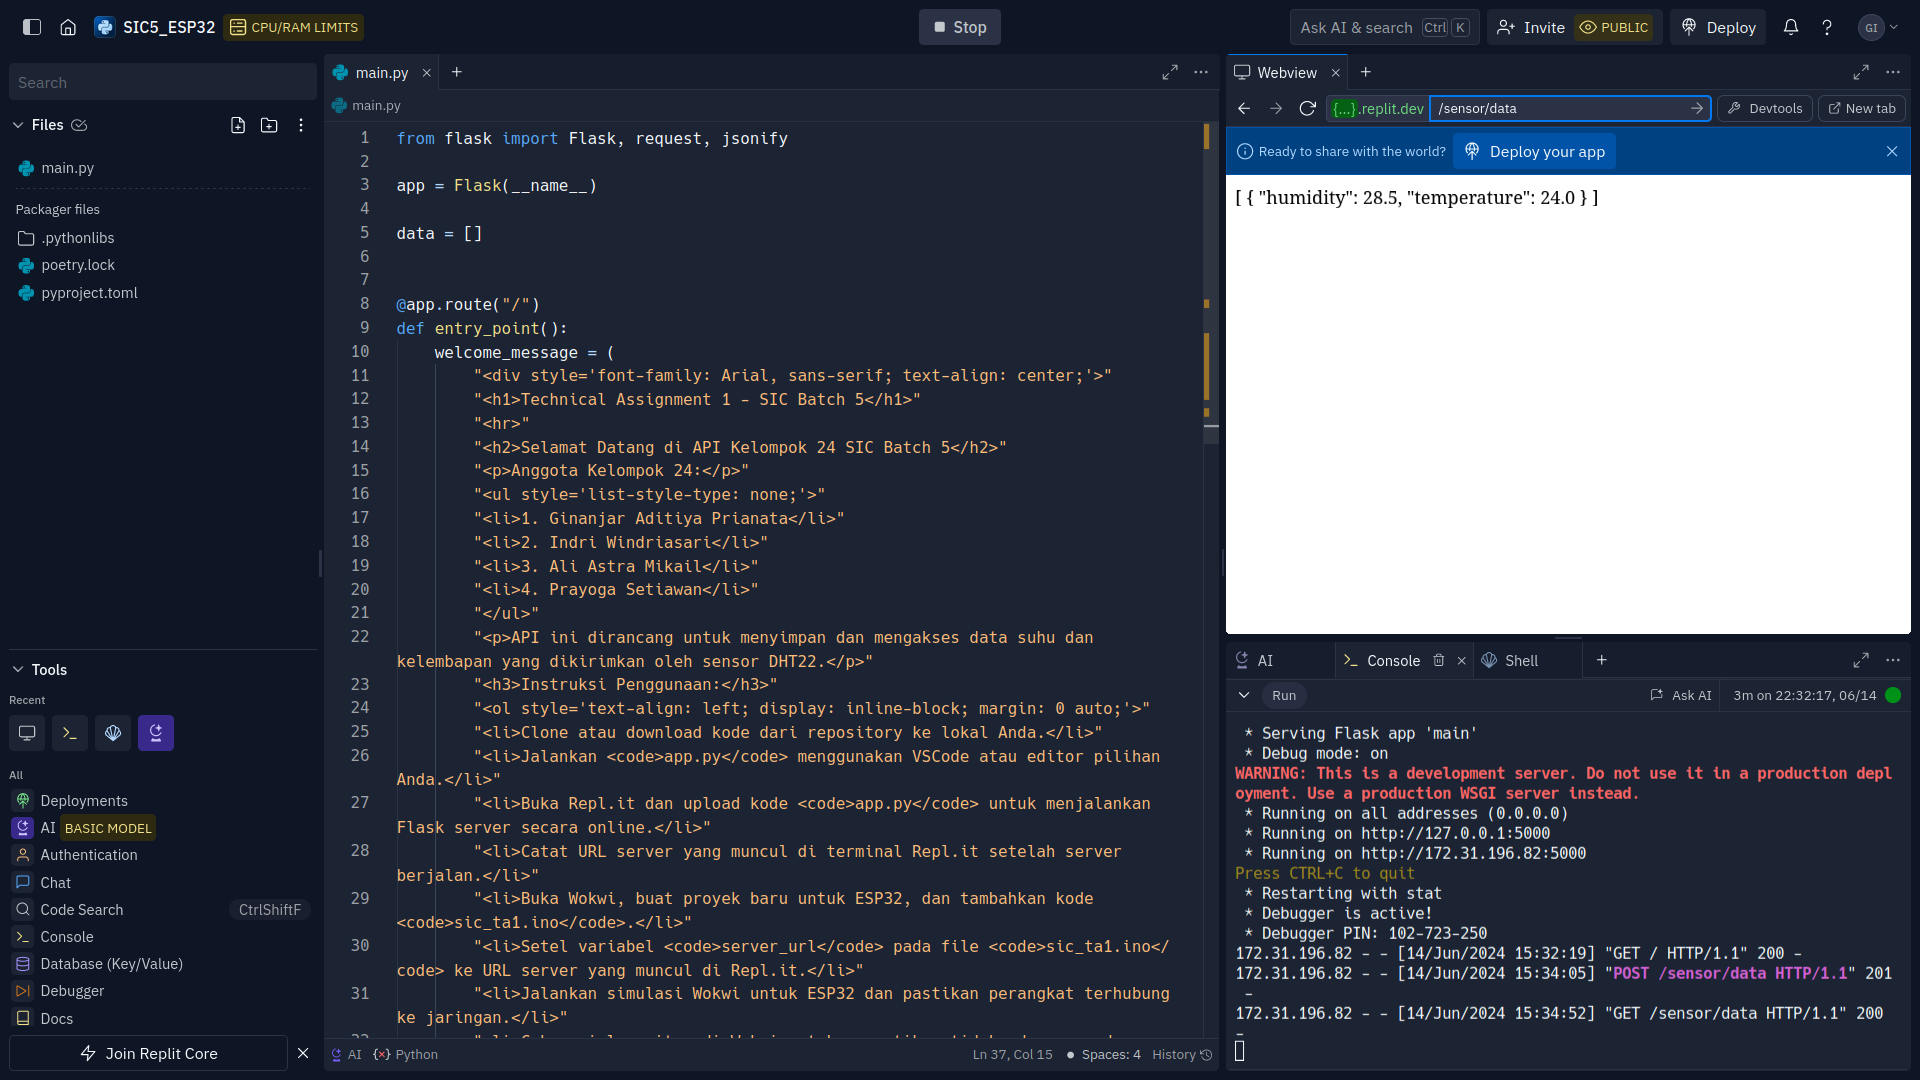 SIC5_ESP32
CPU/RAM LIMITS
Stop
Ask AI & search Ctrl K
Invite
PUBLIC
Deploy
GI
Search
Files
main.py
Packager files
.pythonlibs
poetry.lock
pyproject.toml
Tools
Recent
All
Deployments
AI BASIC MODEL
Authentication
Chat
Code Search CtrlShiftF
Console
Database (Key/Value)
Debugger
Docs
Join Replit Core
main.py
main.py
1 from flask import Flask, request, jsonify
2
3 app = Flask(__name__)
4
5 data = []
6
7
8 @app.route("/")
9 def entry_point():
10 welcome_message = (
11 "<div style='font-family: Arial, sans-serif; text-align: center;'>"
12 "<h1>Technical Assignment 1 - SIC Batch 5</h1>"
13 "<hr>"
14 "<h2>Selamat Datang di API Kelompok 24 SIC Batch 5</h2>"
15 "<p>Anggota Kelompok 24:</p>"
16 "<ul style='list-style-type: none;'>"
17 "<li>1. Ginanjar Aditiya Prianata</li>"
18 "<li>2. Indri Windriasari</li>"
19 "<li>3. Ali Astra Mikail</li>"
20 "<li>4. Prayoga Setiawan</li>"
21 "</ul>"
22 "<p>API ini dirancang untuk menyimpan dan mengakses data suhu dan
kelembapan yang dikirimkan oleh sensor DHT22.</p>"
23 "<h3>Instruksi Penggunaan:</h3>"
24 "<ol style='text-align: left; display: inline-block; margin: 0 auto;'>"
25 "<li>Clone atau download kode dari repository ke lokal Anda.</li>"
26 "<li>Jalankan <code>app.py</code> menggunakan VSCode atau editor pilihan
Anda.</li>"
27 "<li>Buka Repl.it dan upload kode <code>app.py</code> untuk menjalankan
Flask server secara online.</li>"
28 "<li>Catat URL server yang muncul di terminal Repl.it setelah server
berjalan.</li>"
29 "<li>Buka Wokwi, buat proyek baru untuk ESP32, dan tambahkan kode
<code>sic_ta1.ino</code>.</li>"
30 "<li>Setel variabel <code>server_url</code> pada file <code>sic_ta1.ino</
code> ke URL server yang muncul di Repl.it.</li>"
31 "<li>Jalankan simulasi Wokwi untuk ESP32 dan pastikan perangkat terhubung
ke jaringan.</li>"
AI Python
Ln 37, Col 15 Spaces: 4 History
Webview
{...}.replit.dev /sensor/data
Devtools
New tab
Ready to share with the world? Deploy your app
[ { "humidity": 28.5, "temperature": 24.0 } ]
AI
Console
Shell
Run
Ask AI
3m on 22:32:17, 06/14
* Serving Flask app 'main'
* Debug mode: on
WARNING: This is a development server. Do not use it in a production depl
oyment. Use a production WSGI server instead.
* Running on all addresses (0.0.0.0)
* Running on http://127.0.0.1:5000
* Running on http://172.31.196.82:5000
Press CTRL+C to quit
* Restarting with stat
* Debugger is active!
* Debugger PIN: 102-723-250
172.31.196.82 - - [14/Jun/2024 15:32:19] "GET / HTTP/1.1" 200 -
172.31.196.82 - - [14/Jun/2024 15:34:05] "POST /sensor/data HTTP/1.1" 201
-
172.31.196.82 - - [14/Jun/2024 15:34:52] "GET /sensor/data HTTP/1.1" 200
-